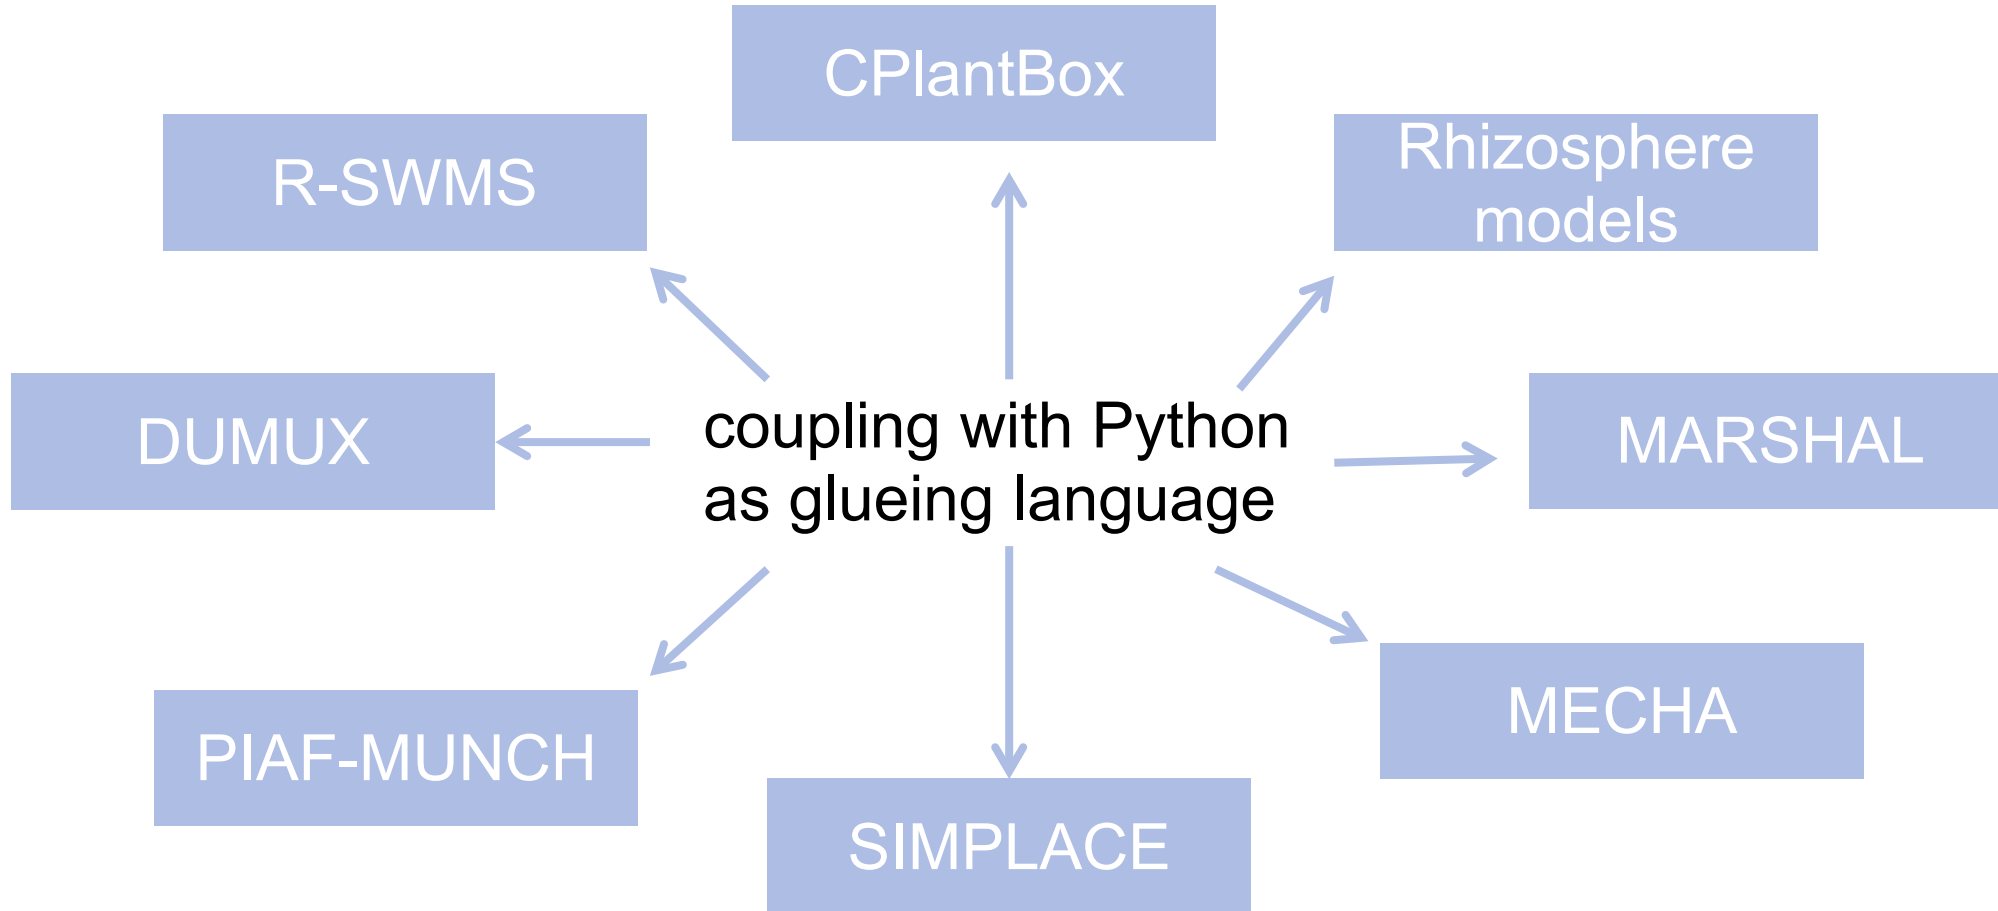 CPlantBox
R-SWMS
Rhizosphere
models
DUMUX
coupling with Python
as glueing language
MARSHAL
PIAF-MUNCH
MECHA
SIMPLACE